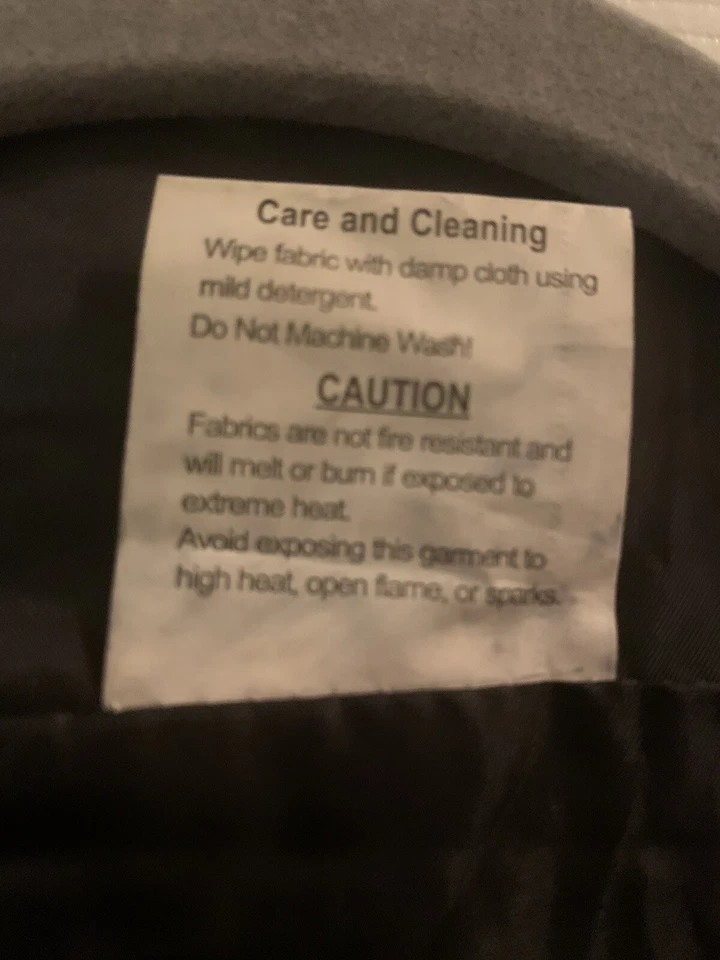 Care and Cleaning
Wipe fabric with damp cloth using
mild detergent.
Do Not Machine Wash!
CAUTION
Fabrics are not fire resistant and
will melt or burn if exposed to
extreme heat.
Avoid exposing this garment to
high heat, open flame, or sparks.